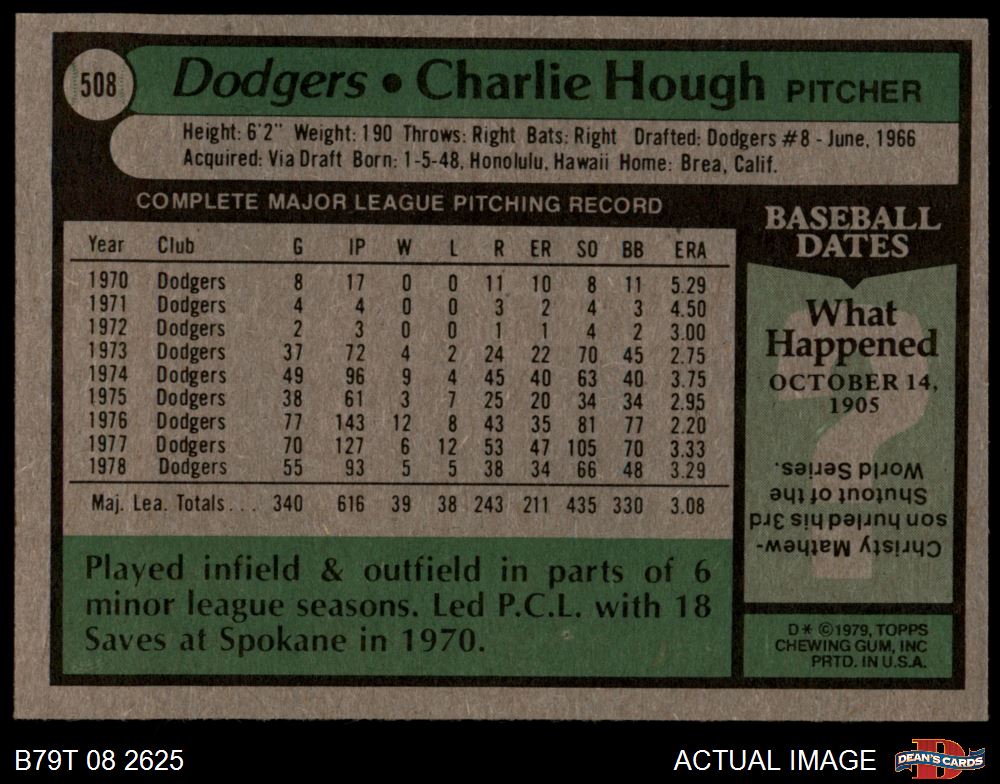 508
Dodgers • Charlie Hough PITCHER
Height: 6'2" Weight: 190 Throws: Right Bats: Right Drafted: Dodgers #8 - June, 1966
Acquired: Via Draft Born: 1-5-48, Honolulu, Hawaii Home: Brea, Calif.
COMPLETE MAJOR LEAGUE PITCHING RECORD
Year Club G IP W L R ER SO BB ERA
1970 Dodgers 8 17 0 0 11 10 8 11 5.29
1971 Dodgers 4 4 0 0 3 2 4 3 4.50
1972 Dodgers 2 3 0 0 1 1 4 2 3.00
1973 Dodgers 37 72 4 2 24 22 70 45 2.75
1974 Dodgers 49 96 9 4 45 40 63 40 3.75
1975 Dodgers 38 61 3 7 25 20 34 34 2.95
1976 Dodgers 77 143 12 8 43 35 81 77 2.20
1977 Dodgers 70 127 6 12 53 47 105 70 3.33
1978 Dodgers 55 93 5 5 38 34 66 48 3.29
Maj. Lea. Totals... 340 616 39 38 243 211 435 330 3.08
Played infield & outfield in parts of 6
minor league seasons. Led P.C.L. with 18
Saves at Spokane in 1970.
BASEBALL
DATES
What
Happened
OCTOBER 14,
1905
Christy Mathew-
son hurled his 3rd
Shutout of the
World Series.
D* ©1979, TOPPS
CHEWING GUM, INC
PRTD. IN U.S.A.
B79T 08 2625
ACTUAL IMAGE
DEAN'S CARDS